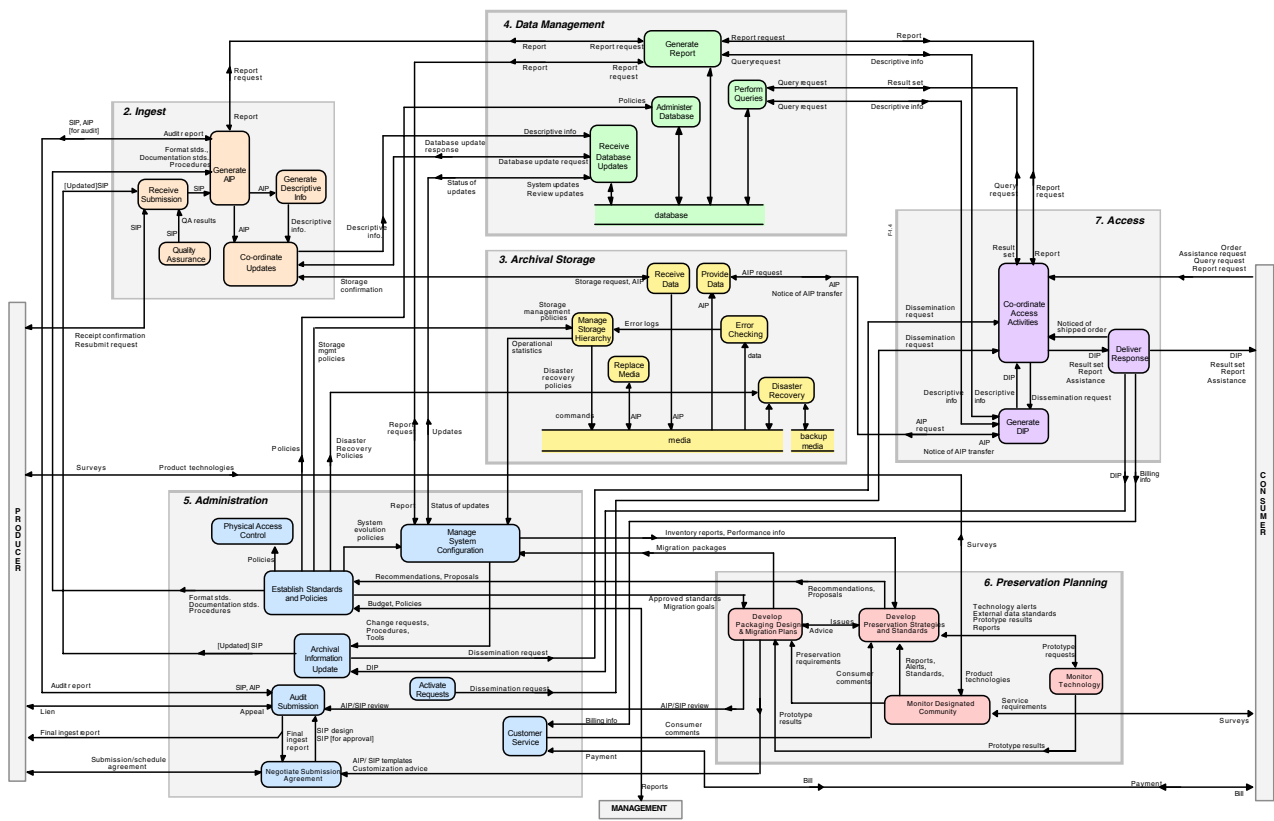 4. Data Management
Generate
Report
Report request
Report
Report
Report request
Queryrequest
Descriptive info
Report
Report
request
Report
request
Perform
Queries
Query request
Result set
Query request
Descriptive info
Policies
Administer
Database
Receive
Database
Updates
Descriptive info
Database update
response
Database update request
Status of
updates
System updates
Review updates
database
2. Ingest
SIP, AIP
[for audit]
Audit report
Report
Format stds.,
Documentation stds.
Procedures
Generate
AIP
[Updated]SIP
Receive
Submission
SIP
AIP
Generate
Descriptive
Info
SIP
SIP
QA results
AIP
Descriptive
info.
Quality
Assurance
Co-ordinate
Updates
Descriptive
info.
Storage
confirmation
Receipt confirmation
Resubmit request
Storage
mgmt
policies
3. Archival Storage
Receive
Data
Provide
Data
Storage request, AIP
AIP request
AIP
Notice of AIP transfer
AIP
Storage
management
policies
Manage
Storage
Hierarchy
Error logs
Error
Checking
Operational
statistics
data
Replace
Media
Disaster
recovery
policies
Disaster
Recovery
commands
AIP
AIP
media
backup
media
7. Access
F-1.4
Query
request
Report
request
Result
set
Report
Order
Assistance request
Query request
Report request
Co-ordinate
Access
Activities
Dissemination
request
Dissemination
request
Noticed of
shipped order
Deliver
Response
DIP
Result set
Report
Assistance
DIP
Result set
Report
Assistance
DIP
Descriptive
info
Descriptive
info
Dissemination request
Generate
DIP
AIP
request
AIP
Notice of AIP transfer
DIP
Billing
info
PRODUCER
CONSUMER
Surveys
Product technologies
Policies
Disaster
Recovery
Policies
Report
request
Updates
5. Administration
Report
Status of updates
Physical Access
Control
System
evolution
policies
Manage
System
Configuration
Policies
Establish Standards
and Policies
Format stds.
Documentation stds.
Procedures
Inventory reports, Performance info
Migration packages
Surveys
Recommendations, Proposals
Approved standards
Migration goals
Budget, Policies
Change requests,
Procedures,
Tools
[Updated] SIP
Archival
Information
Update
Dissemination request
DIP
Activate
Requests
Dissemination request
Audit report
SIP, AIP
Audit
Submission
Lien
Appeal
AIP/SIP review
AIP/SIP review
Final ingest report
Final
ingest
report
SIP design
SIP [for approval]
Customer
Service
Billing info
Consumer
comments
Payment
Submission/schedule
agreement
Negotiate Submission
Agreement
AIP/ SIP templates
Customization advice
Reports
MANAGEMENT
6. Preservation Planning
Recommendations,
Proposals
Develop
Packaging Designs
& Migration Plans
Issues
Advice
Develop
Preservation Strategies
and Standards
Technology alerts
External data standards
Prototype results
Reports
Prototype
requests
Preservation
requirements
Consumer
comments
Reports,
Alerts,
Standards,
Product
technologies
Monitor
Technology
Monitor Designated
Community
Service
requirements
Surveys
Prototype
results
Prototype results
Bill
Payment
Bill